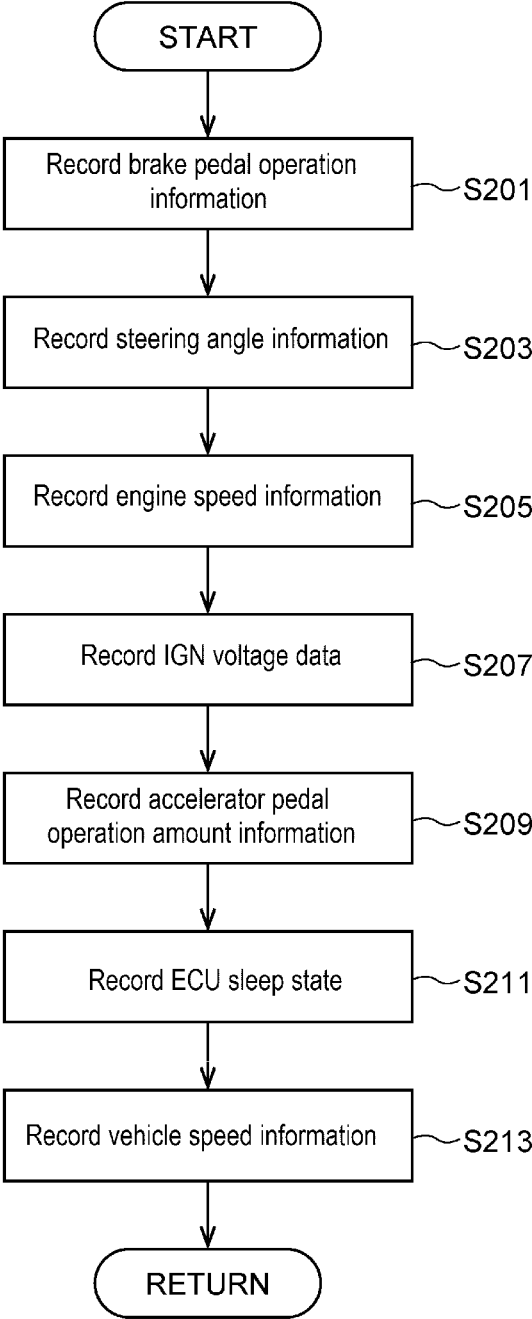 START
Record brake pedal operation
information
S201
Record steering angle information
S203
Record engine speed information
S205
Record IGN voltage data
S207
Record accelerator pedal
operation amount information
S209
Record ECU sleep state
S211
Record vehicle speed information
S213
RETURN